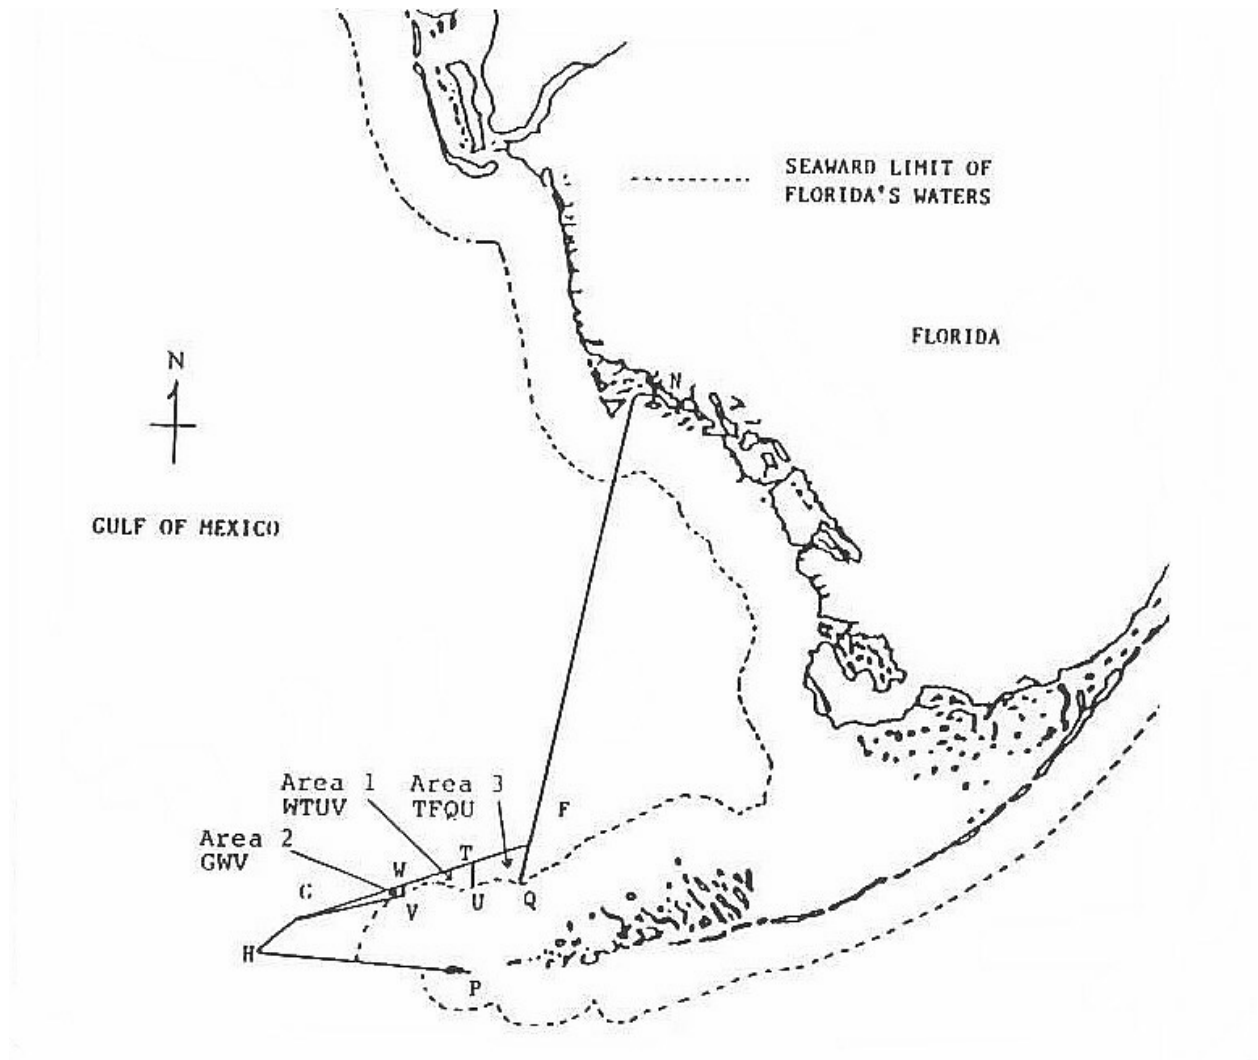 SEAWARD LIMIT OF
FLORIDA'S WATERS
FLORIDA
N
N
GULF OF MEXICO
Area 1
WTUV
Area 3
TFQU
F
Area 2
GWV
W
T
G
V
U
Q
H
P